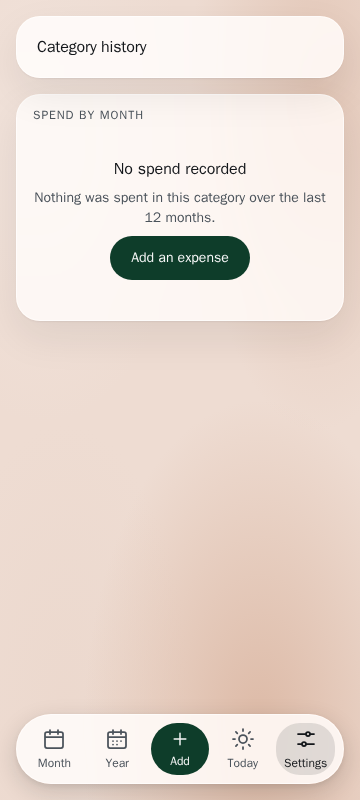 Category history
SPEND BY MONTH
No spend recorded
Nothing was spent in this category over the last
12 months.
Add an expense
Month
Year
Add
Today
Settings